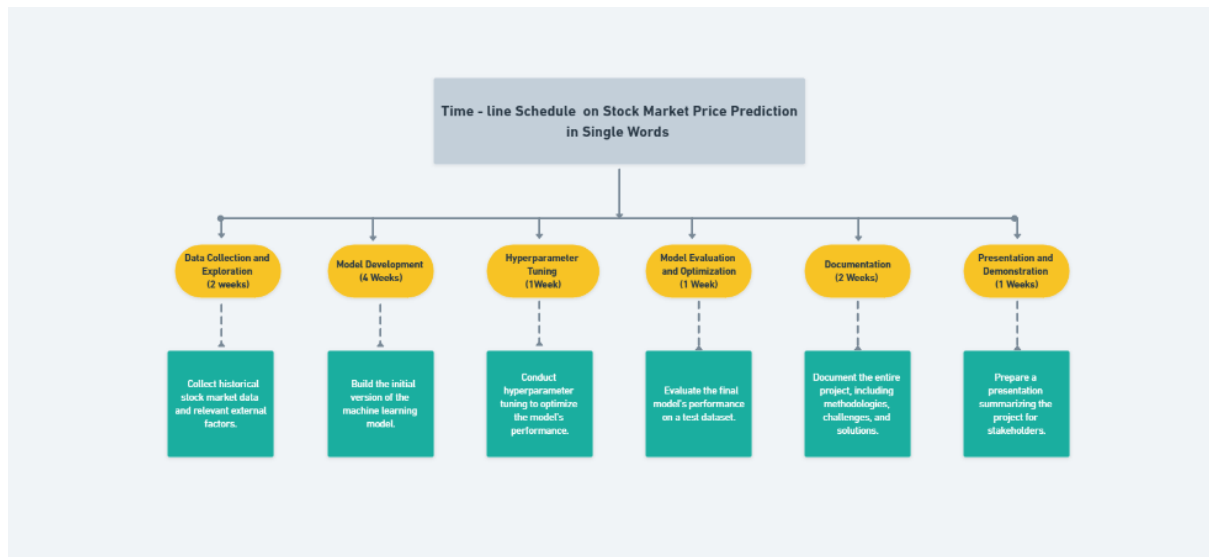 Time - line Schedule on Stock Market Price Prediction
in Single Words
Data Collection and
Exploration
(2 weeks)
Model Development
(4 Weeks)
Hyperparameter
Tuning
(1Week)
Model Evaluation
and Optimization
(1 Week)
Documentation
(2 Weeks)
Presentation and
Demonstration
(1 Weeks)
Collect historical
stock market data
and relevant external
factors.
Build the initial
version of the
machine learning
model.
Conduct
hyperparameter
tuning to optimize
the model's
performance.
Evaluate the final
model's performance
on a test dataset.
Document the entire
project, including
methodologies,
challenges, and
solutions.
Prepare a
presentation
summarizing the
project for
stakeholders.